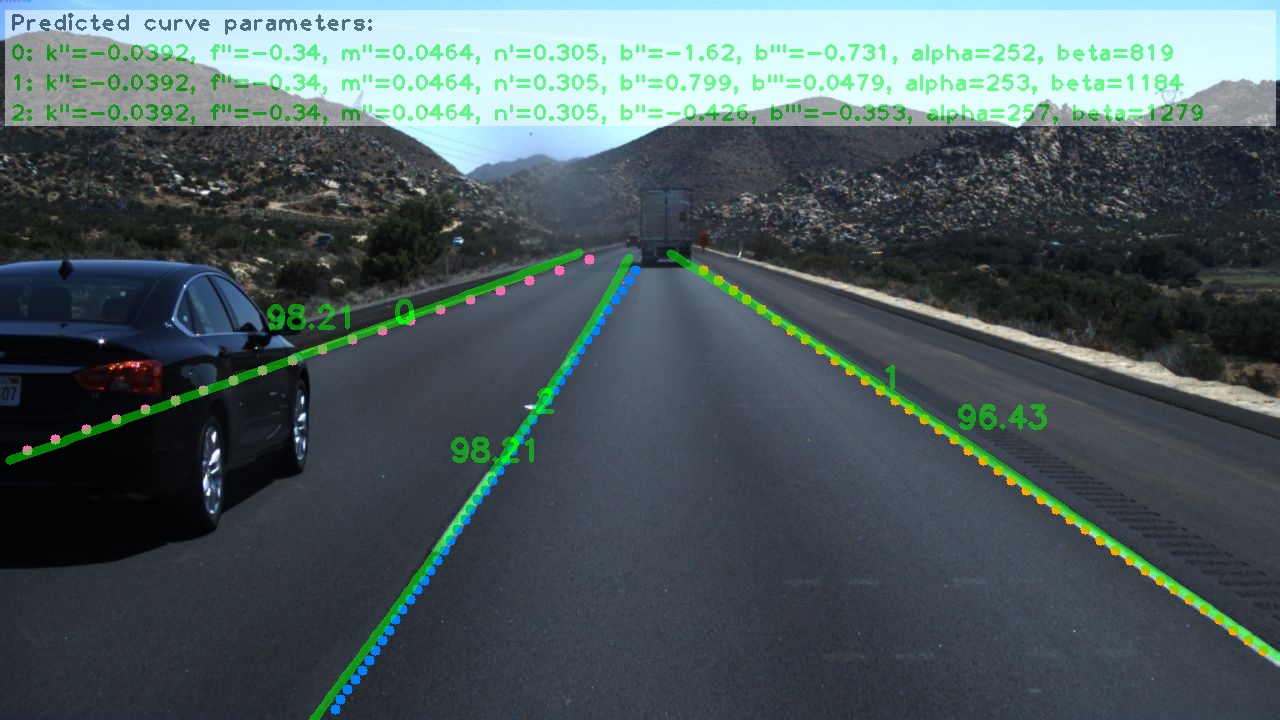 Predicted curve parameters:
0: k''=-0.0392, f''=-0.34, m''=0.0464, n'=0.305, b''=-1.62, b'''=-0.731, alpha=252, beta=819
1: k''=-0.0392, f''=-0.34, m''=0.0464, n'=0.305, b''=0.799, b'''=0.0479, alpha=253, beta=1184
2: k''=-0.0392, f''=-0.34, m''=0.0464, n'=0.305, b''=-0.426, b'''=-0.353, alpha=257, beta=1279
98.21 0
1
2
96.43
98.21
07